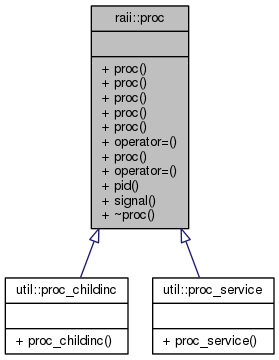 raii::proc
+ proc()
+ proc()
+ proc()
+ proc()
+ proc()
+ operator=()
+ proc()
+ operator=()
+ pid()
+ signal()
+ ~proc()
util::proc_childinc
+ proc_childinc()
util::proc_service
+ proc_service()